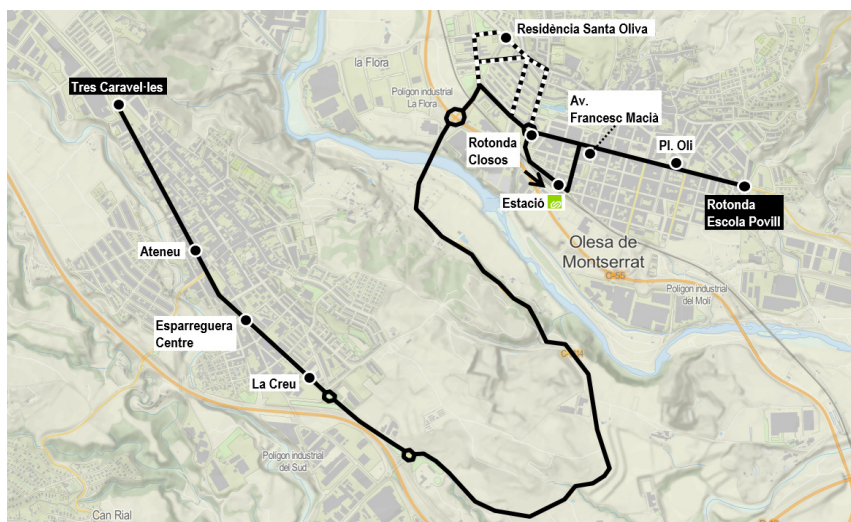 Residència Santa Oliva
la Flora
Tres Caravel·les
Polígon industrial
La Flora
Av.
Francesc Macià
Rotonda
Closos
Pl. Oli
Estació
Rotonda
Escola Povill
Olesa de
Montserrat
Ateneu
C-55
Polígon industrial
del Molí
Esparreguera
Centre
La Creu
Polígon industrial
del Sud
Can Rial